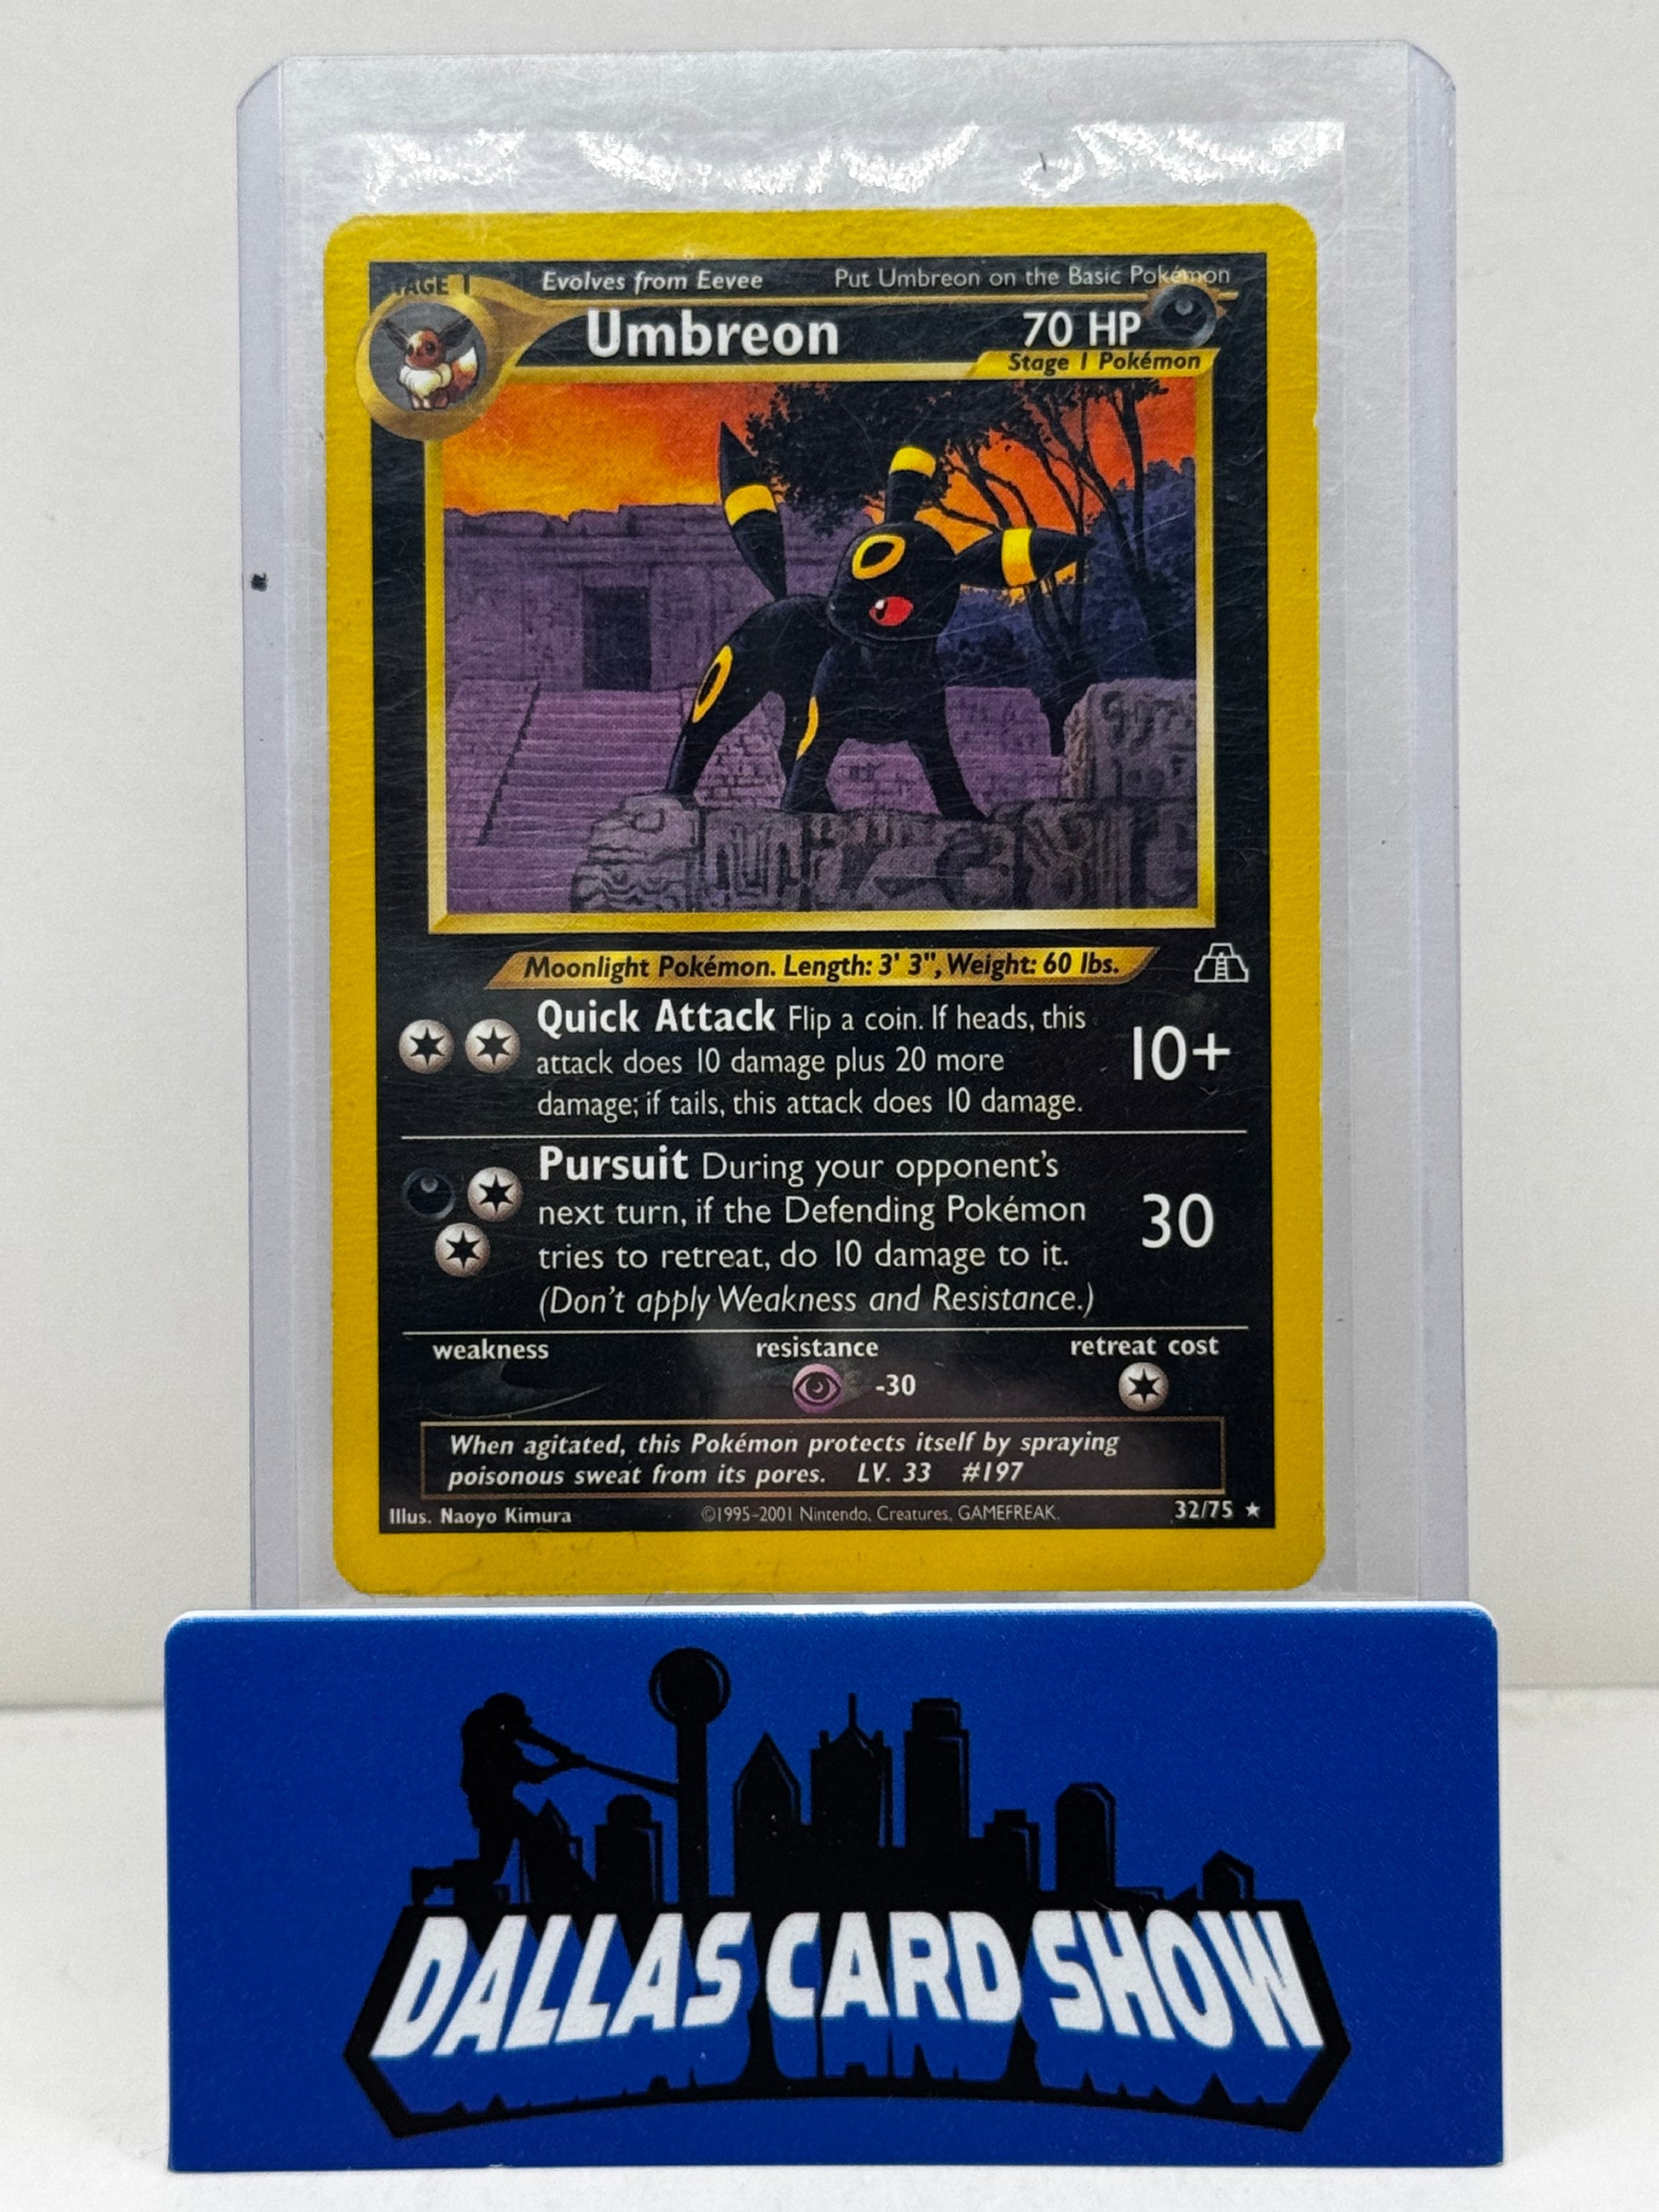 STAGE 1
Evolves from Eevee
Put Umbreon on the Basic Pokémon
Umbreon
70 HP
Stage 1 Pokémon
Moonlight Pokémon. Length: 3' 3", Weight: 60 lbs.
Quick Attack Flip a coin. If heads, this
attack does 10 damage plus 20 more
damage; if tails, this attack does 10 damage.
10+
Pursuit During your opponent's
next turn, if the Defending Pokémon
tries to retreat, do 10 damage to it.
(Don't apply Weakness and Resistance.)
30
weakness
resistance
retreat cost
-30
When agitated, this Pokémon protects itself by spraying
poisonous sweat from its pores. LV. 33 #197
Illus. Naoyo Kimura
©1995-2001 Nintendo, Creatures, GAMEFREAK.
32/75 ★
DALLAS CARD SHOW